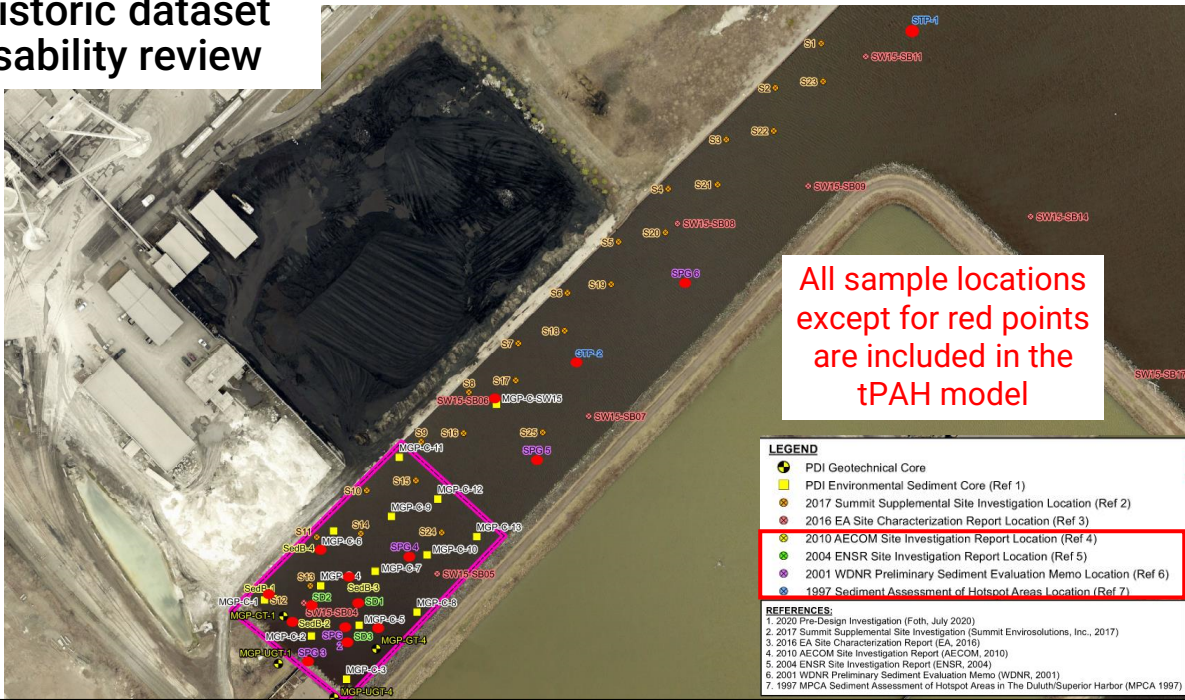 istoric dataset
sability review
STP-1
S1
SW15-SB11
S23
S2
S22
S3
S21
S4
SW15-SB09
SW15-SB14
SW15-SB08
S20
S5
SPG 6
S19
S6
S18
S7
STP-2
S17
S8
SW15-SB06
MGP-C-SW15
SW15-SB07
SW15-SB17
S9
S16
S25
MGP-C-11
SPG 5
S15
S10
MGP-C-12
MGP-C-9
S14
S11
S24
MGP-C-13
MGP-C-6
SedB-4
SPG 4
MGP-C-10
MGP-C-7
SW15-SB05
S13
MGP 4
SedB-3
SedB-1
MGP-C-1
S12
SD2
SD1
SW15-SB04
MGP-C-8
MGP-GT-1
SedB-2
MGP-C-5
MGP-C-2
SPG
2
SD3
MGP-GT-4
MGP-UGT-1
SPG 3
MGP-C-3
MGP-UGT-4
All sample locations
except for red points
are included in the
tPAH model
LEGEND
PDI Geotechnical Core
PDI Environmental Sediment Core (Ref 1)
2017 Summit Supplemental Site Investigation Location (Ref 2)
2016 EA Site Characterization Report Location (Ref 3)
2010 AECOM Site Investigation Report Location (Ref 4)
2004 ENSR Site Investigation Report Location (Ref 5)
2001 WDNR Preliminary Sediment Evaluation Memo Location (Ref 6)
1997 Sediment Assessment of Hotspot Areas Location (Ref 7)
REFERENCES:
1. 2020 Pre-Design Investigation (Foth, July 2020)
2. 2017 Summit Supplemental Site Investigation (Summit Envirosolutions, Inc., 2017)
3. 2016 EA Site Characterization Report (EA, 2016)
4. 2010 AECOM Site Investigation Report (AECOM, 2010)
5. 2004 ENSR Site Investigation Report (ENSR, 2004)
6. 2001 WDNR Preliminary Sediment Evaluation Memo (WDNR, 2001)
7. 1997 MPCA Sediment Assessment of Hotspot Areas in The Duluth/Superior Harbor (MPCA 1997)